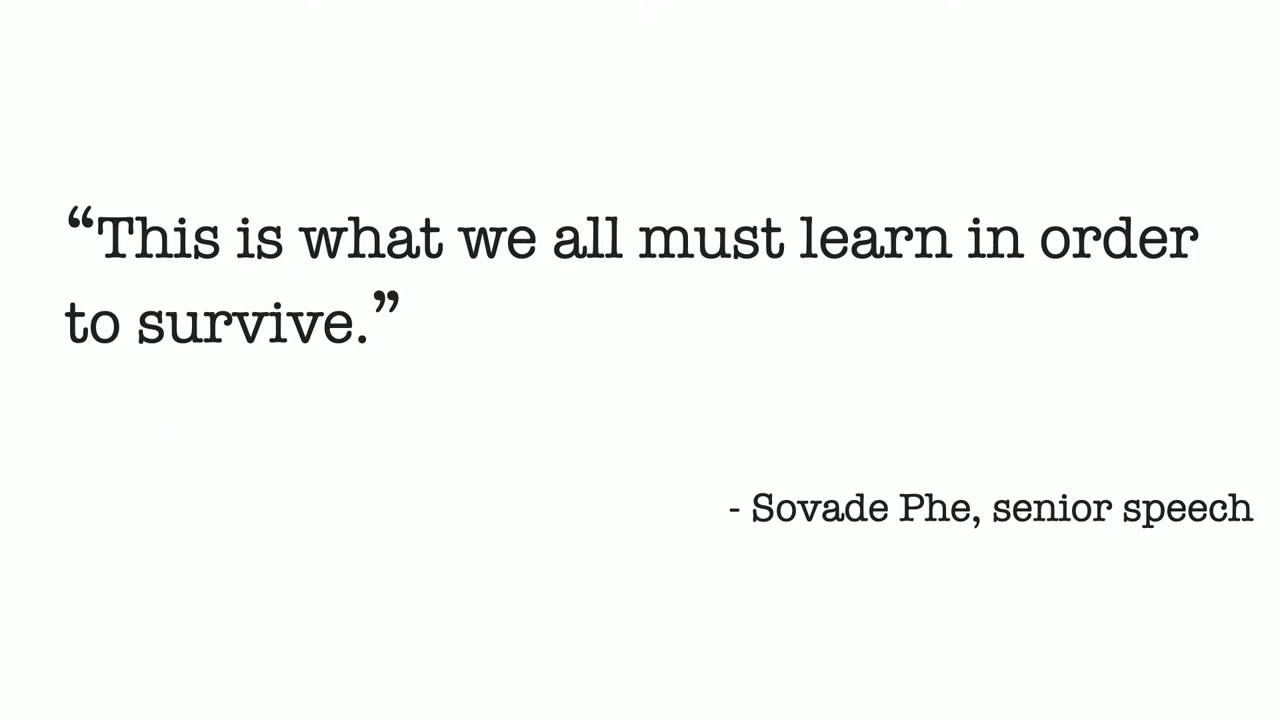 “This is what we all must learn in order
to survive.”
- Sovade Phe, senior speech